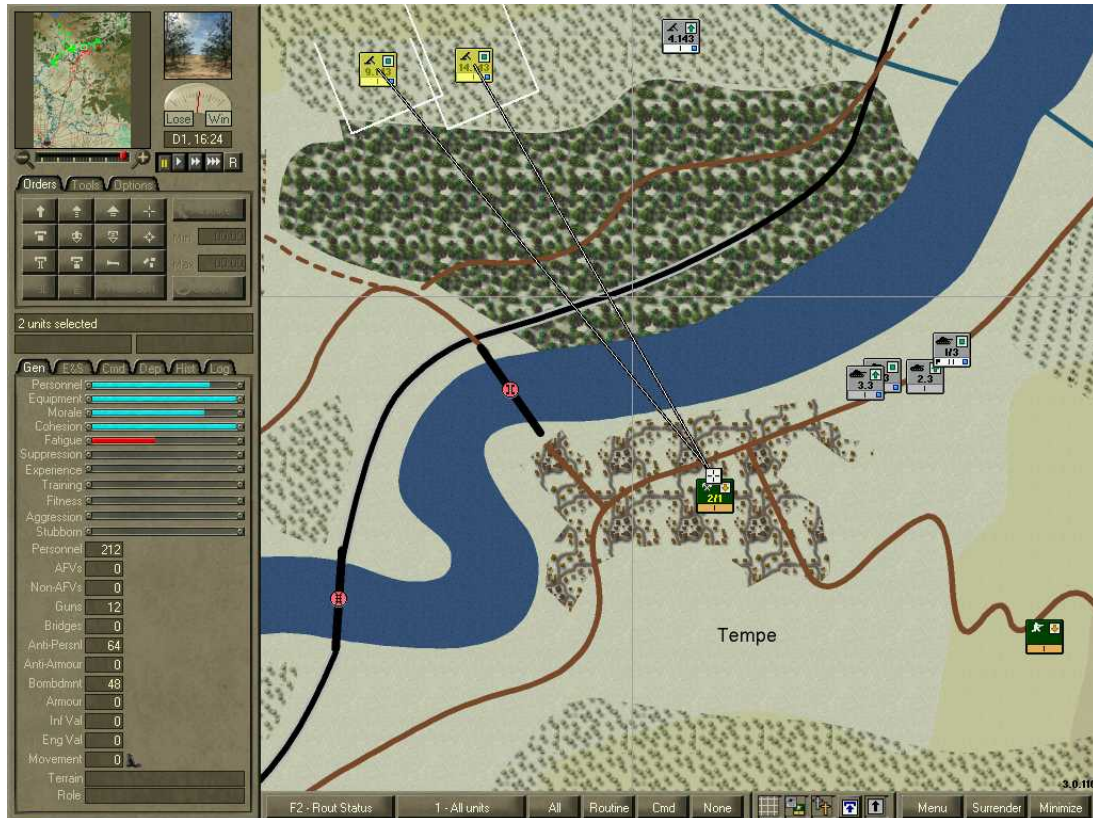 Lose Win
D1, 16:24
R
Orders Tools Options
Min
Max
2 units selected
Gen E&S Cmd Dep Hist Log
Personnel
Equipment
Morale
Cohesion
Fatigue
Suppression
Experience
Training
Fitness
Aggression
Stubborn
Personnel 212
AFVs 0
Non-AFVs 0
Guns 12
Bridges 0
Anti-Persnl 64
Anti-Armour 0
Bombdmnt 48
Armour 0
Inf Val 0
Eng Val 0
Movement 0
Terrain
Role
4.143
I/3
3.3
2.3
2/1
Tempe
F2 - Rout Status
1 - All units
All
Routine
Cmd
None
Menu
Surrender
Minimize